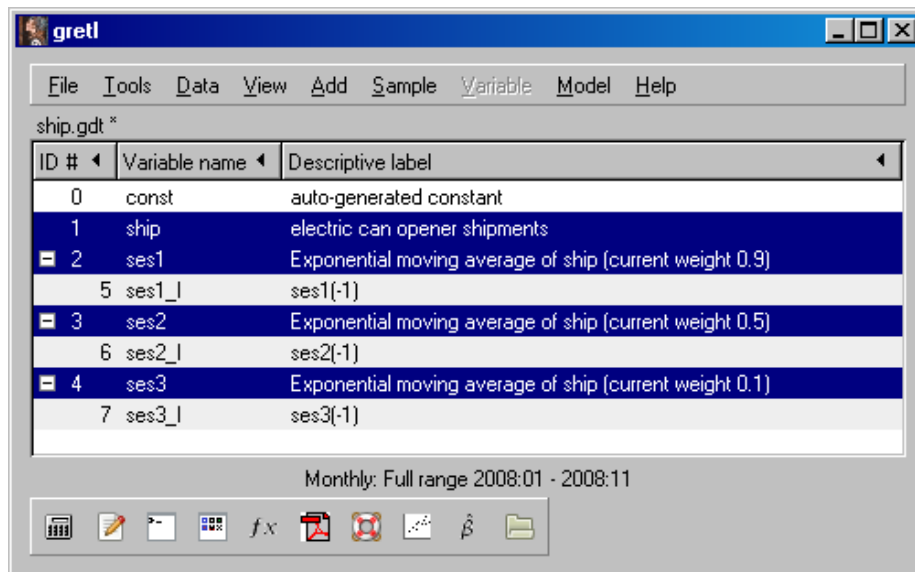 gretl
File Tools Data View Add Sample Variable Model Help
ship.gdt *
ID # Variable name Descriptive label
0 const auto-generated constant
1 ship electric can opener shipments
2 ses1 Exponential moving average of ship (current weight 0.9)
5 ses1_l ses1(-1)
3 ses2 Exponential moving average of ship (current weight 0.5)
6 ses2_l ses2(-1)
4 ses3 Exponential moving average of ship (current weight 0.1)
7 ses3_l ses3(-1)
Monthly: Full range 2008:01 - 2008:11
fx β̂